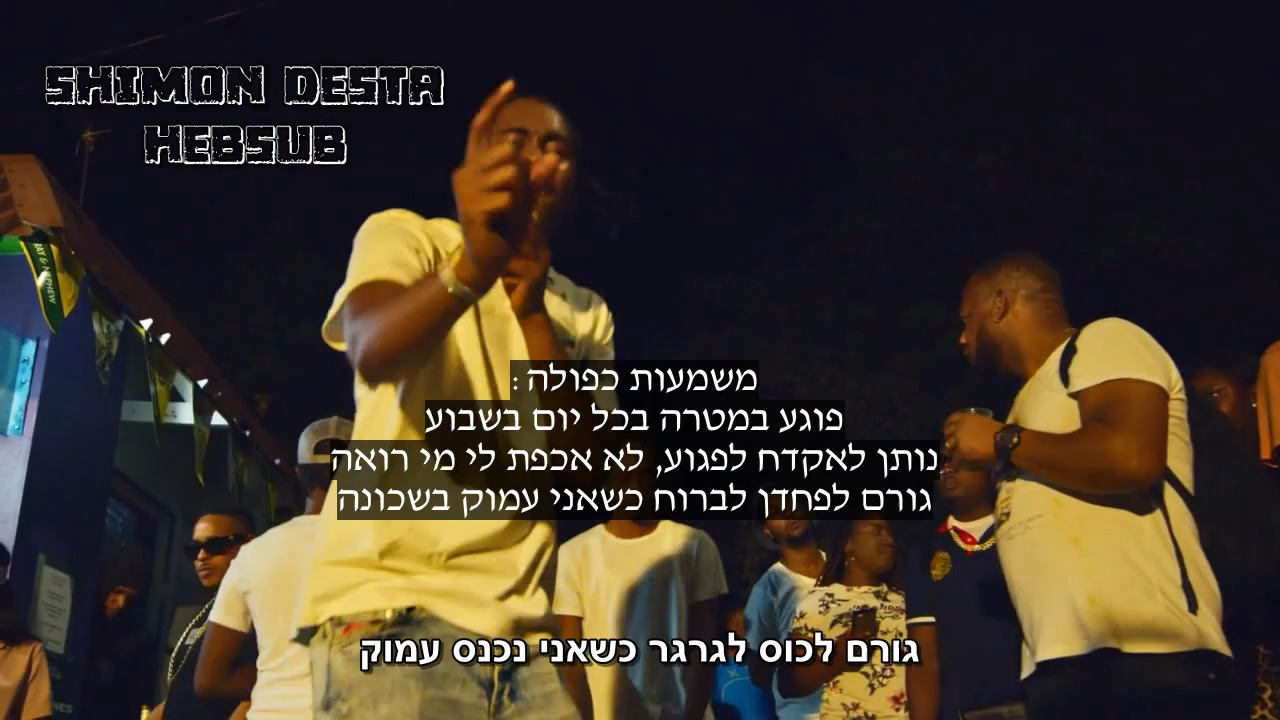 SHIMON DESTA
HEBSUB
משמעות כפולה:
פוגע במטרה בכל יום בשבוע
נותן לאקדח לפגוע, לא אכפת לי מי רואה
גורם לפחדן לברוח כשאני עמוק בשכונה
גורם לכוס לגרגר כשאני נכנס עמוק